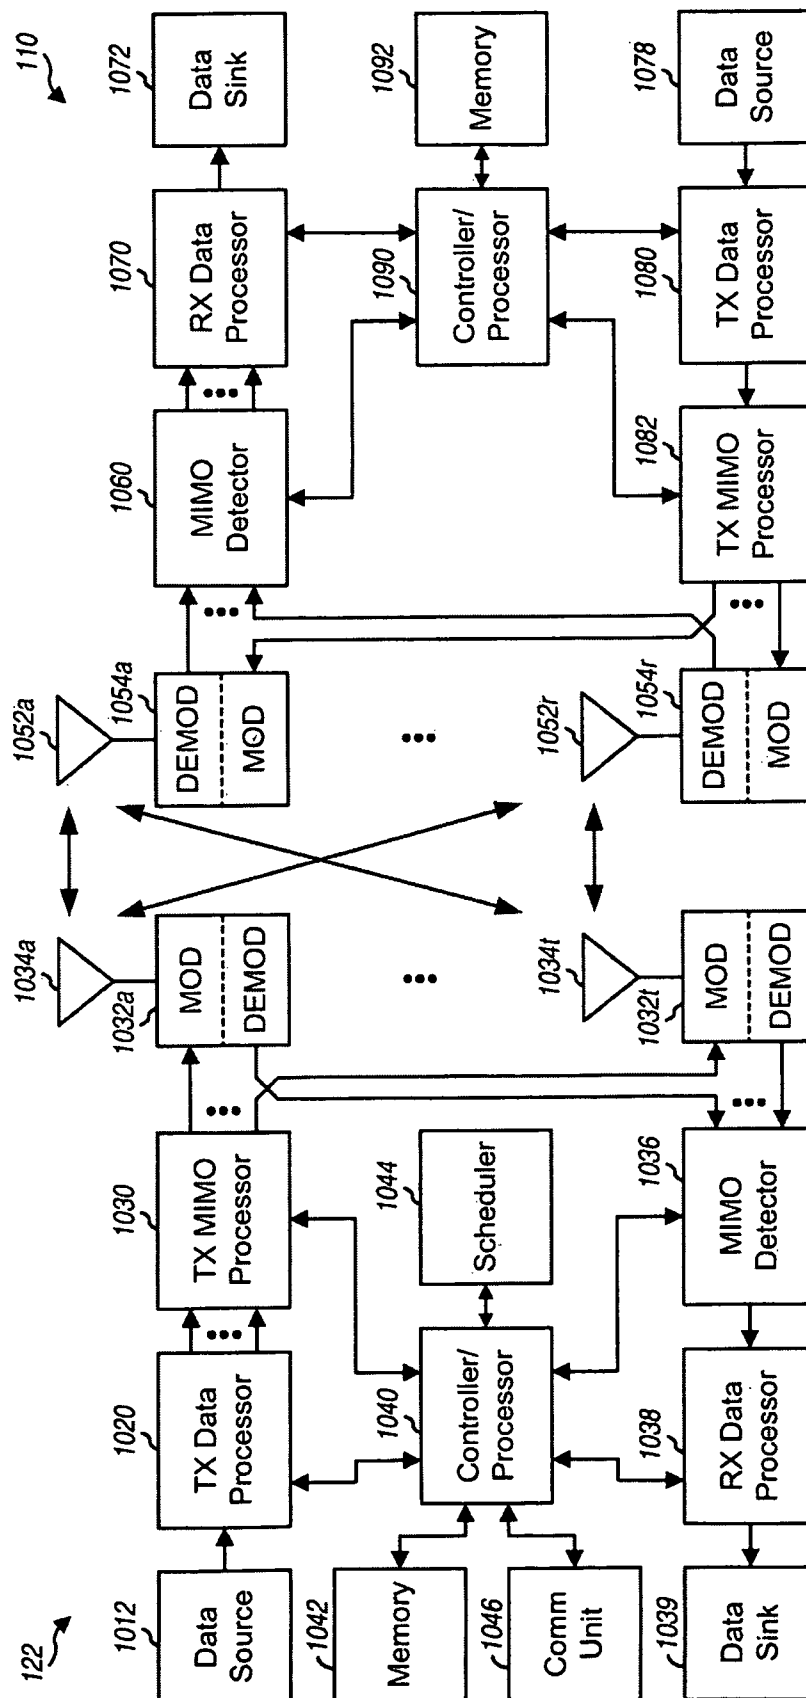 122
1012
Data
Source
1020
TX Data
Processor
1030
TX MIMO
Processor
1034a
1032a
MOD
DEMOD
1052a
1054a
DEMOD
MOD
1060
MIMO
Detector
1070
RX Data
Processor
1072
Data
Sink
110
1042
Memory
1046
Comm
Unit
1040
Controller/
Processor
1044
Scheduler
1090
Controller/
Processor
1092
Memory
1039
Data
Sink
1038
RX Data
Processor
1036
MIMO
Detector
1034t
1032t
MOD
DEMOD
1052r
1054r
DEMOD
MOD
1082
TX MIMO
Processor
1080
TX Data
Processor
1078
Data
Source